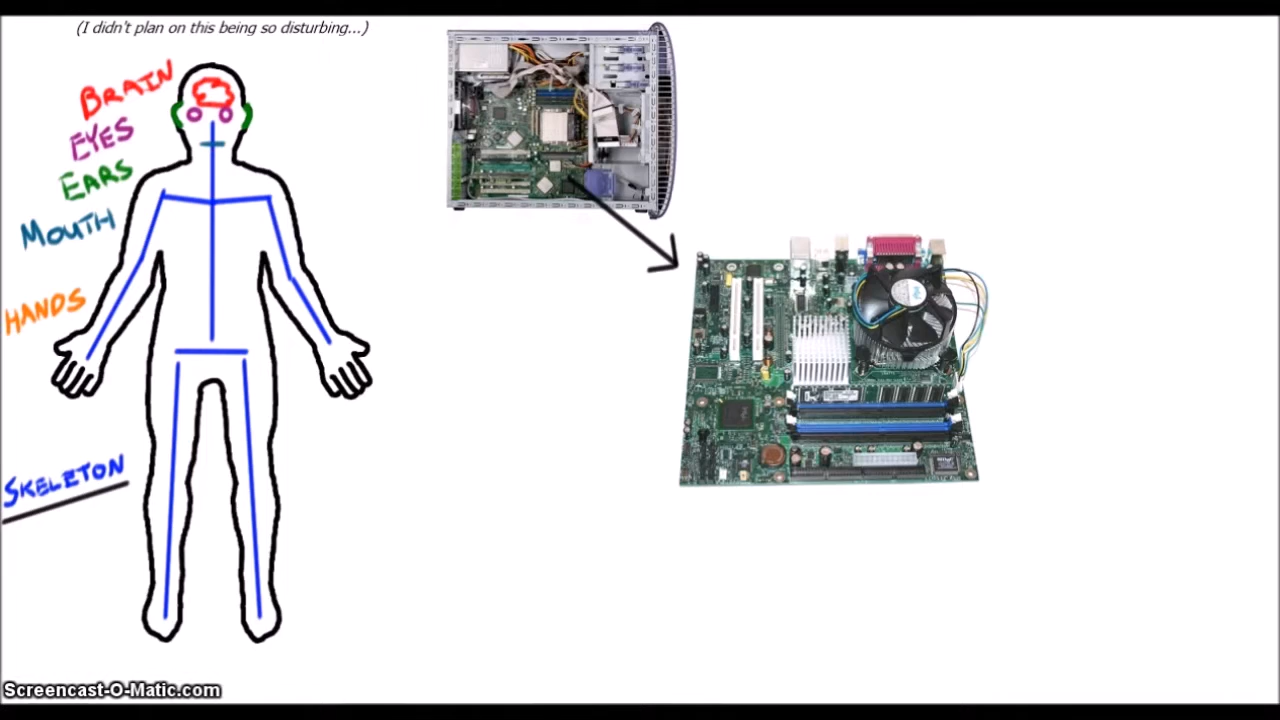 (I didn't plan on this being so disturbing...)
BRAIN
EYES
EARS
MOUTH
HANDS
SKELETON
Screencast-O-Matic.com